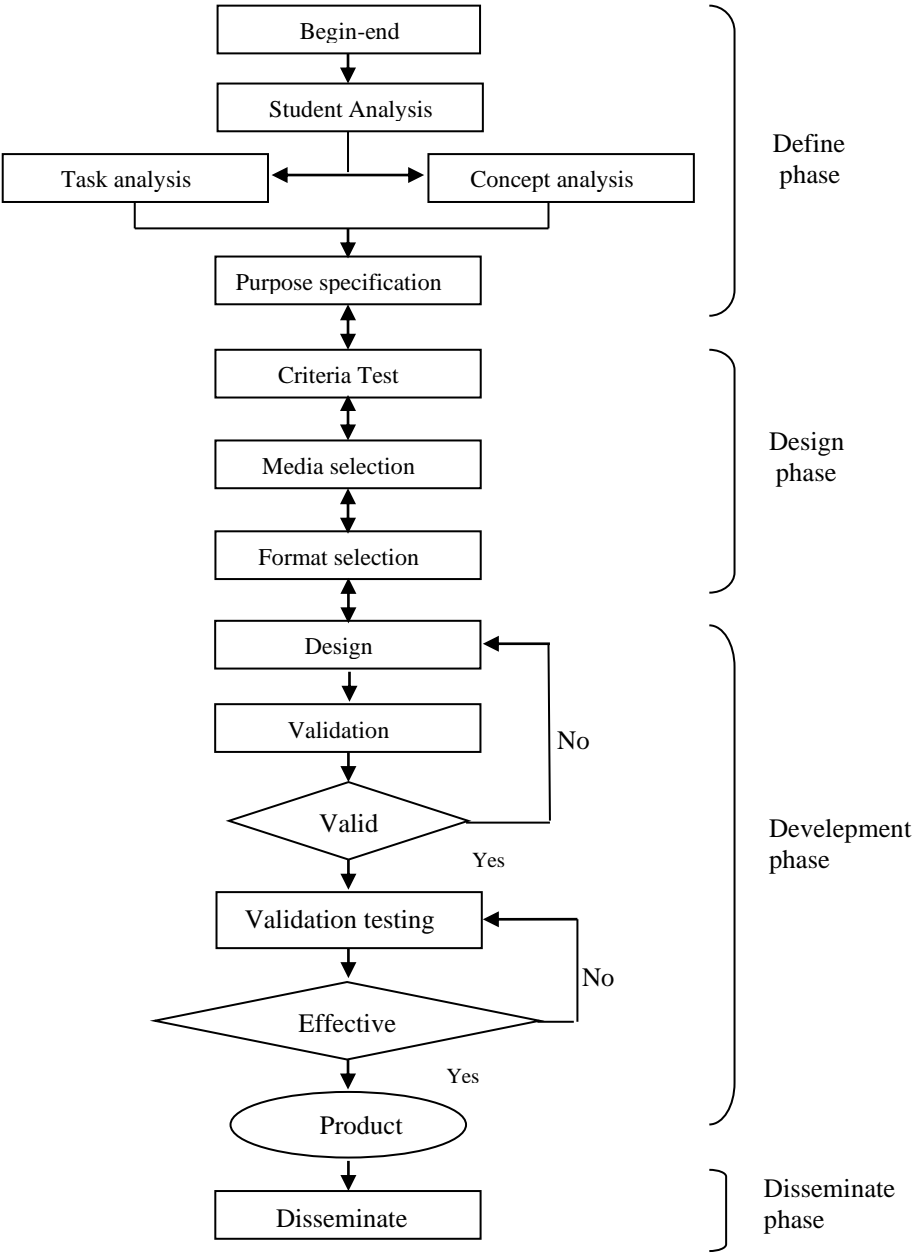 Begin-end
Student Analysis
Define
phase
Task analysis
Concept analysis
Purpose specification
Criteria Test
Media selection
Design
phase
Format selection
Design
Validation
No
Valid
Develepment
phase
Yes
Validation testing
No
Effective
Yes
Product
Disseminate
phase
Disseminate